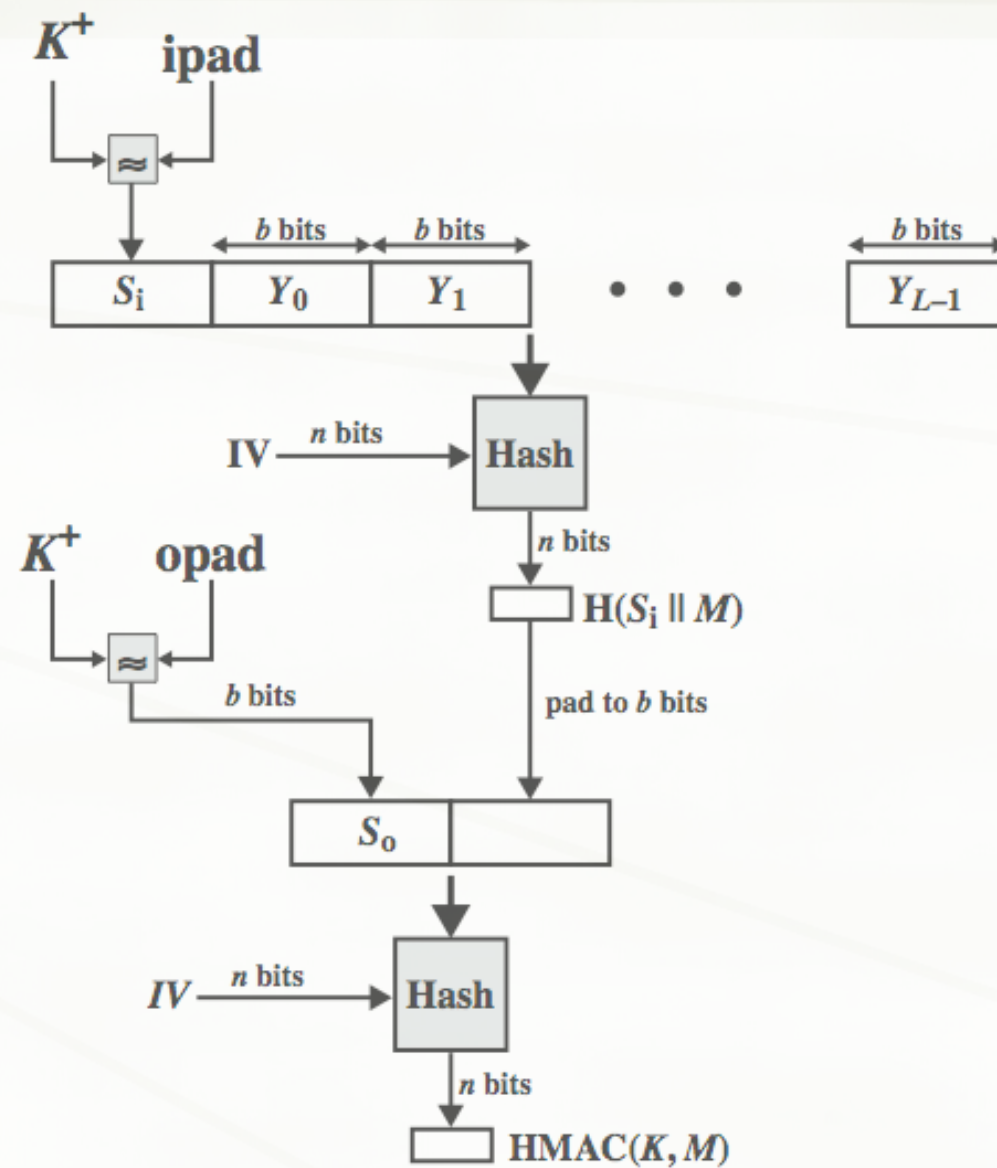 K⁺ ipad
≈
b bits b bits b bits
Sᵢ Y₀ Y₁ • • • Y_{L–1}
IV n bits Hash
n bits
K⁺ opad
H(Sᵢ || M)
≈
b bits
pad to b bits
Sₒ
IV n bits Hash
n bits
HMAC(K, M)